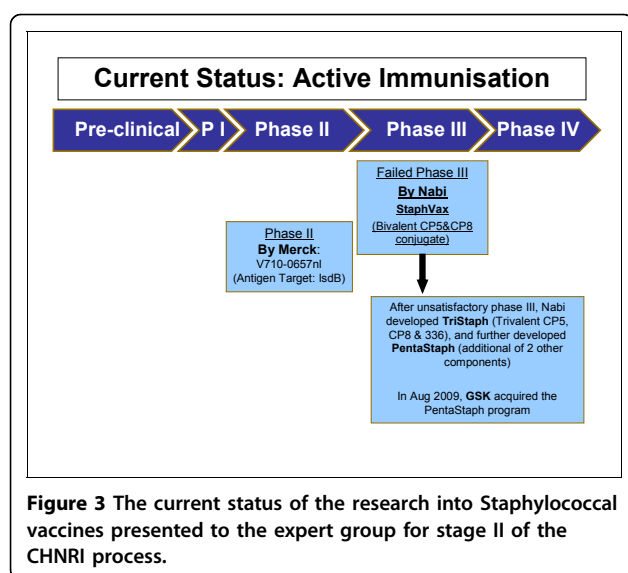 Current Status: Active Immunisation
Pre-clinical P I Phase II Phase III Phase IV
Failed Phase III
By Nabi
StaphVax
(Bivalent CP5&CP8
conjugate)
Phase II
By Merck:
V710-0657nl
(Antigen Target: IsdB)
After unsatisfactory phase III, Nabi
developed TriStaph (Trivalent CP5,
CP8 & 336), and further developed
PentaStaph (additional of 2 other
components)
In Aug 2009, GSK acquired the
PentaStaph program
Figure 3 The current status of the research into Staphylococcal
vaccines presented to the expert group for stage II of the
CHNRI process.